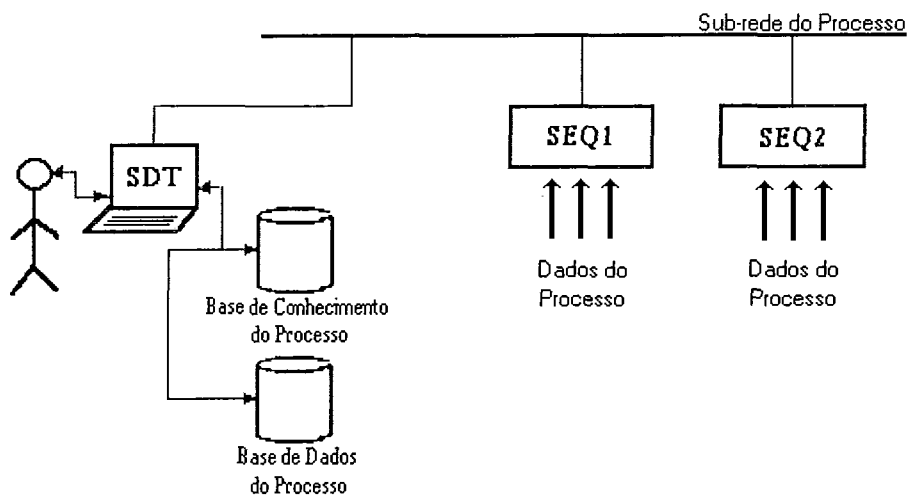 Sub-rede do Processo
SDT
SEQ1
SEQ2
Dados do
Processo
Dados do
Processo
Base de Conhecimento
do Processo
Base de Dados
do Processo